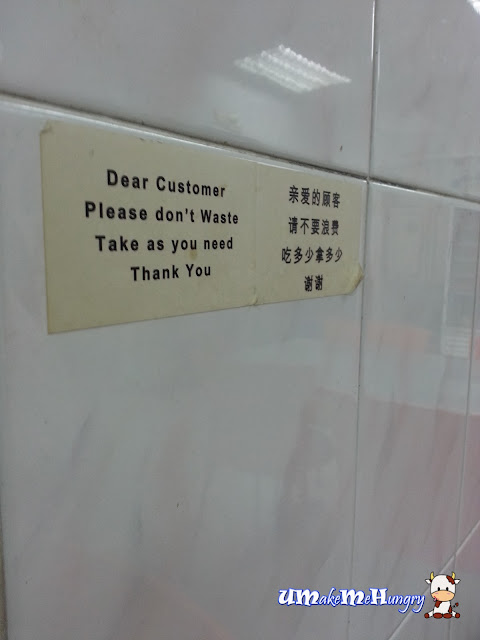 Dear Customer
Please don't Waste
Take as you need
Thank You
亲爱的顾客
请不要浪费
吃多少拿多少
谢谢
UMakeMeHungry